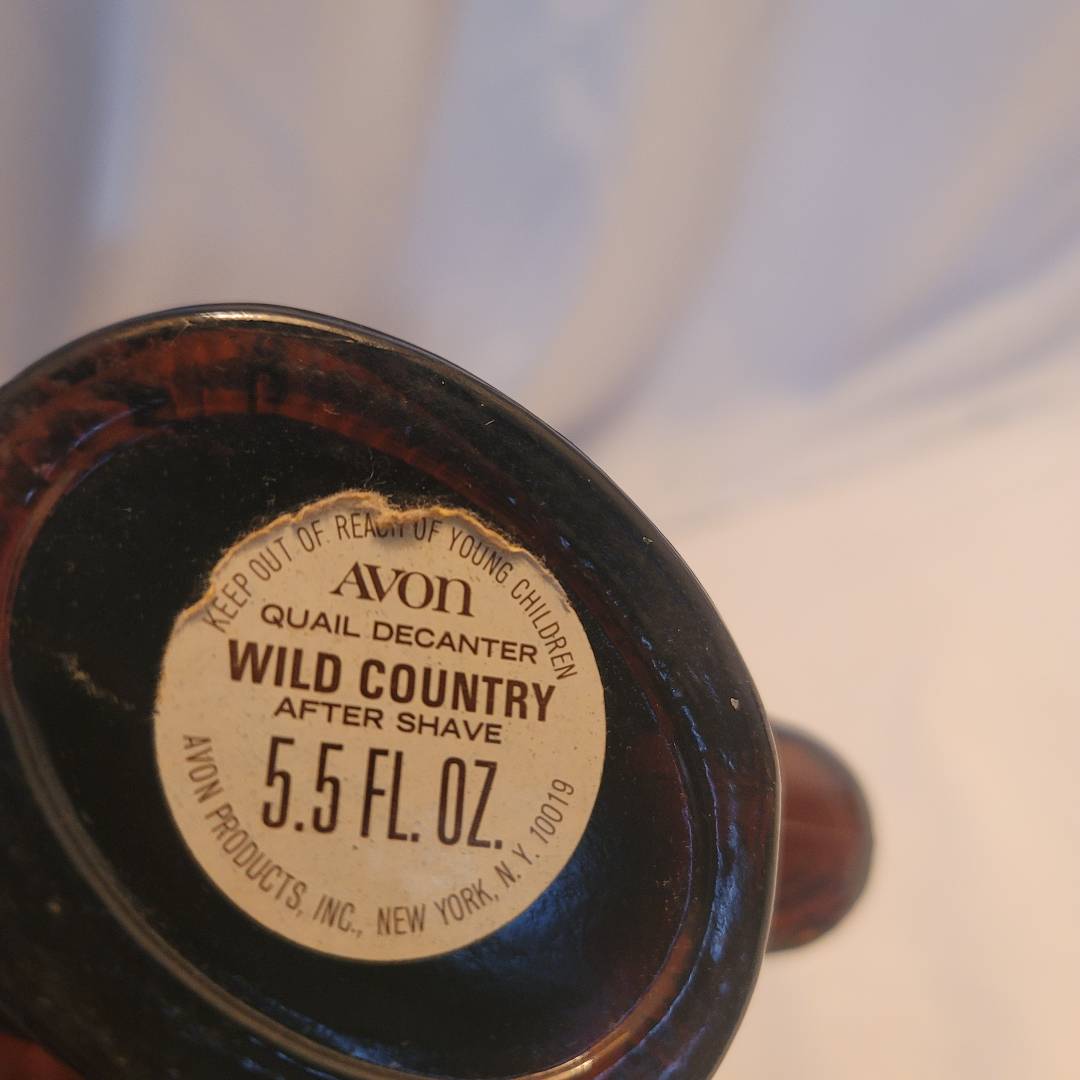 KEEP OUT OF REACH OF YOUNG CHILDREN
AVON
QUAIL DECANTER
WILD COUNTRY
AFTER SHAVE
5.5 FL. OZ.
AVON PRODUCTS, INC., NEW YORK, N.Y. 10019